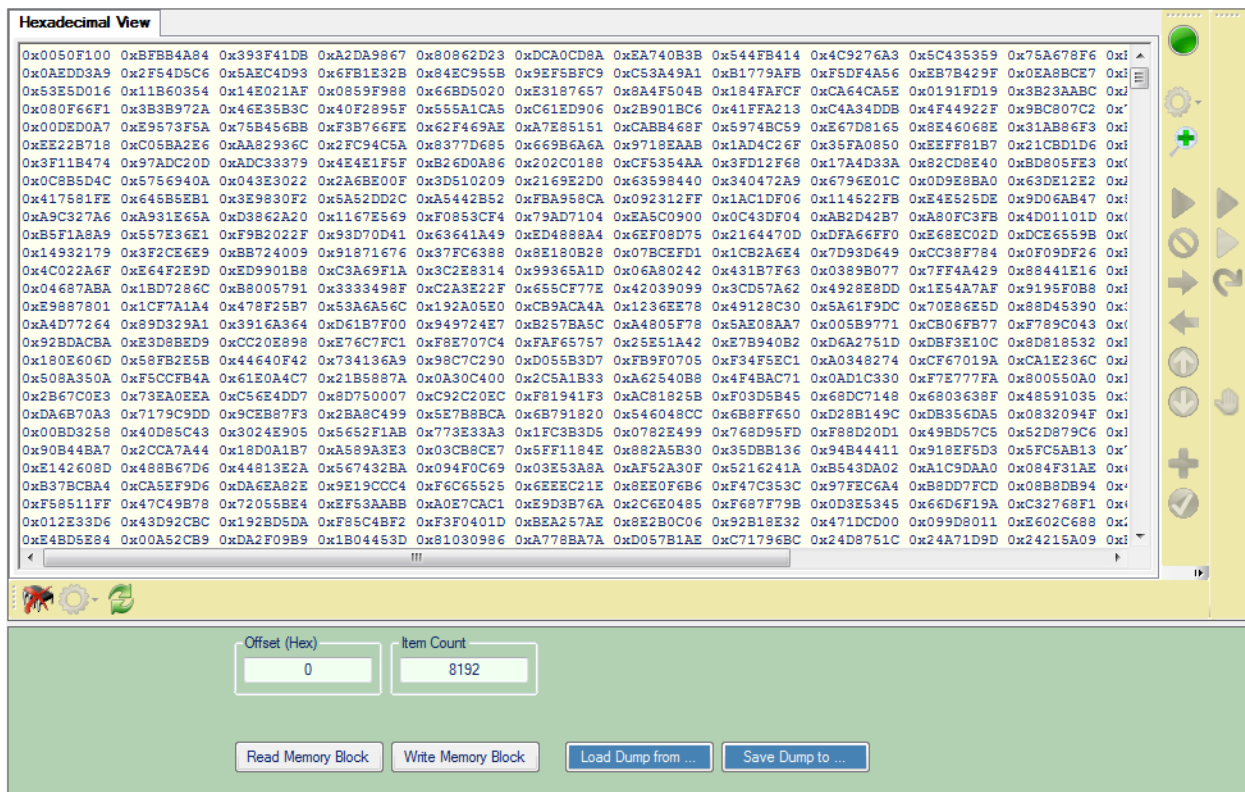 Hexadecimal View
0x0050F100 0xBFBB4A84 0x393F41DB 0xA2DA9867 0x80862D23 0xDCA0CD8A 0xEA740B3B 0x544FB414 0x4C9276A3 0x5C435359 0x75A678F6
0x0AEDD3A9 0x2F54D5C6 0x5AEC4D93 0x6FB1E32B 0x84EC955B 0x9EF5BFC9 0xC53A49A1 0xB1779AFB 0xF5DF4A56 0xEB7B429F 0x0EA8BCE7
0x53E5D016 0x11B60354 0x14E021AF 0x0859F988 0x66BD5020 0xE3187657 0x8A4F504B 0x184FAFCF 0xCA64CA5E 0x0191FD19 0x3B23AABC
0x080F66F1 0x3B3B972A 0x46E35B3C 0x40F2895F 0x555A10A5 0xC61ED906 0x2B901BC6 0x41FFA213 0xC4A34DDB 0x4F44922F 0x9BC807C2
0x00DED0A7 0xE9573F5A 0x75B456BB 0xF3B766FE 0x62F469AE 0xA7E85151 0xCABB468F 0x5974BC59 0xE67D8165 0x8E46068E 0x31AB86F3
0xEE22B718 0xC05BA2E6 0xAA82936C 0x2FC94C5A 0x8377D085 0x669B6A6A 0x9718EAAB 0x1AD4C26F 0x35FA0850 0xEEFF81B7 0x21CBD1D6
0x3F11B474 0x97ADC20D 0xADC33379 0x4E4E1F5F 0xB26D0A86 0x202C0188 0xCF5354AA 0x3FD12F68 0x17A4D33A 0x82CD8E40 0xBD805FE3
0x0C8B5D4C 0x5756940A 0x043E3022 0x2A6BE00F 0x3D510209 0x2169E2D0 0x63598440 0x340472A9 0x6796E01C 0x0D9E8BA0 0x63DE12E2
0x417581FE 0x645B5EB1 0x3E9830F2 0x5A52DD2C 0xA5442B52 0xFBA958CA 0x092312FF 0x1AC1DF06 0x114522FB 0xE4E525DE 0x9D06AB47
0xA9C327A6 0xA931E65A 0xD3862A20 0x1167E569 0xF0853CF4 0x79AD7104 0xEA5C0900 0x0C43DF04 0xAB2D42B7 0xA80FC3FB 0x4D01101D
0xB5F1A8A9 0x557E36E1 0xF9B2022F 0x93D70D41 0x63641A49 0xED4888A4 0x6EF08D75 0x2164470D 0xDFA66FF0 0xE68EC02D 0xDCE6559B
0x14932179 0x3F2CE6E9 0xBB724009 0x91871676 0x37FC6388 0x8E180B28 0x07BCEFD1 0x1CB2A6E4 0x7D93D649 0xCC38F784 0x0F09DF26
0x4C022A6F 0xE64F2E9D 0xED9901B8 0xC3A69F1A 0x3C2E8314 0x99365A1D 0x06A80242 0x431B7F63 0x0389B077 0x7FF4A429 0x88441E16
0x04687ABA 0x1BD7286C 0xB8005791 0x3333498F 0xC2A3E22F 0x655CF77E 0x42039099 0x3CD57A62 0x4928E8DD 0x1E54A7AF 0x9195F0B8
0xE9887801 0x1CF7A1A4 0x478F25B7 0x53A6A56C 0x192A05E0 0xCB9ACA4A 0x1236EE78 0x49128C30 0x5A61F9DC 0x70E86E5D 0x88D45390
0xA4D77264 0x89D329A1 0x3916A364 0xD61B7F00 0x949724E7 0xB257BA5C 0xA4805F78 0x5AE08AA7 0x005B9771 0xCB06FB77 0xF789C043
0x92BDACBA 0xE3D8BED9 0xCC20E898 0xE76C7FC1 0xF8E707C4 0xFAF65757 0x25E51A42 0xE7B940B2 0xD6A2751D 0xDBF3E10C 0x8D818532
0x180E606D 0x58FB2E5B 0x44640F42 0x734136A9 0x98C7C290 0xD055B3D7 0xFB9F0705 0xF34F5EC1 0xA0348274 0xCF67019A 0xCA1E236C
0x508A350A 0xF5CCFB4A 0x61E0A4C7 0x21B5887A 0x0A30C400 0x2C5A1B33 0xA62540B8 0x4F4BAC71 0x0AD1C330 0xF7E777FA 0x800550A0
0x2B67C0E3 0x73EA0EEA 0xC56E4DD7 0x8D750007 0xC92C20EC 0xF81941F3 0xAC81825B 0xF03D5B45 0x68DC7148 0x6803638F 0x48591035
0xDA6B70A3 0x7179C9DD 0x9CEB87F3 0x2BA8C499 0x5E7B8BCA 0x6B791820 0x546048CC 0x6B8FF650 0xD28B149C 0xDB356DA5 0x0832094F
0x00BD3258 0x40D85C43 0x3024E905 0x5652F1AB 0x773E33A3 0x1FC3B3D5 0x0782E499 0x768D95FD 0xF88D20D1 0x49BD57C5 0x52D879C6
0x90B44BA7 0x2CCA7A44 0x18D0A1B7 0xA589A3E3 0x03CB8CE7 0x5FF1184E 0x882A5B30 0x35DBB136 0x94B44411 0x918EF5D3 0x5FC5AB13
0xE142608D 0x488B67D6 0x44813E2A 0x567432BA 0x094F0C69 0x03E53A8A 0xAF52A30F 0x5216241A 0xB543DA02 0xA1C9DAA0 0x084F31AE
0xB37BCBA4 0xCA5EF9D6 0xDA6EA82E 0x9E19CCC4 0xF6C65525 0x6EEEC21E 0x8EE0F6B6 0xF47C353C 0x97FEC6A4 0xB8DD7FCD 0x08B8DB94
0xF58511FF 0x47C49B78 0x72055BE4 0xEF53AABB 0xA0E7CAC1 0xE9D3B76A 0x2C6E0485 0xF687F79B 0x0D3E5345 0x66D6F19A 0xC32768F1
0x012E33D6 0x43D92CBC 0x192BD5DA 0xF85C4BF2 0xF3F0401D 0xBEA257AE 0x8E2B0C06 0x92B18E32 0x471DCD00 0x099D8011 0xE602C688
0xE4BD5E84 0x00A52CB9 0xDA2F09B9 0x1B04453D 0x81030986 0xA778BA7A 0xD057B1AE 0xC71796BC 0x24D8751C 0x24A71D9D 0x24215A09
Offset (Hex) Item Count
0 8192
Read Memory Block Write Memory Block Load Dump from ... Save Dump to ...